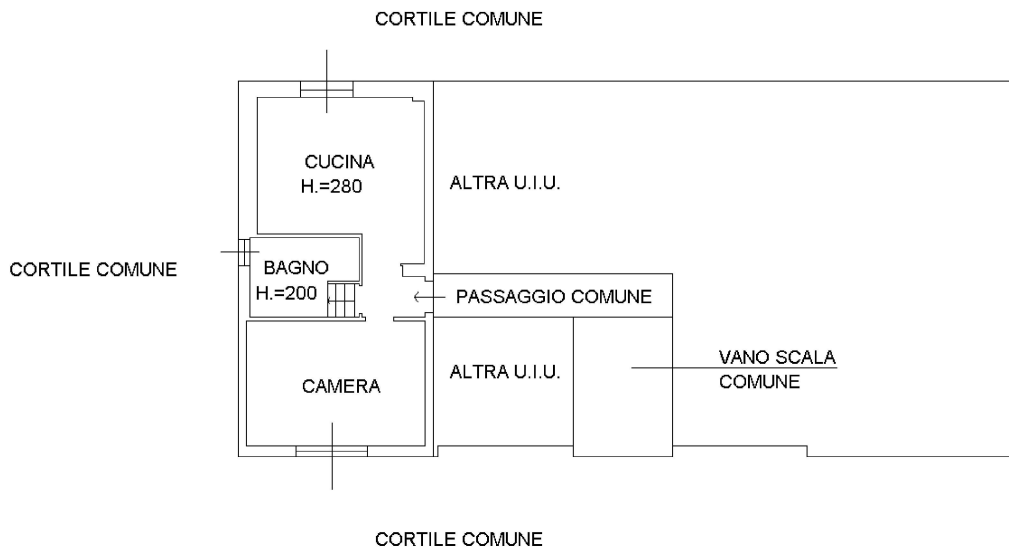 CORTILE COMUNE
CUCINA
H.=280
ALTRA U.I.U.
CORTILE COMUNE
BAGNO
H.=200
PASSAGGIO COMUNE
CAMERA
ALTRA U.I.U.
VANO SCALA
COMUNE
CORTILE COMUNE